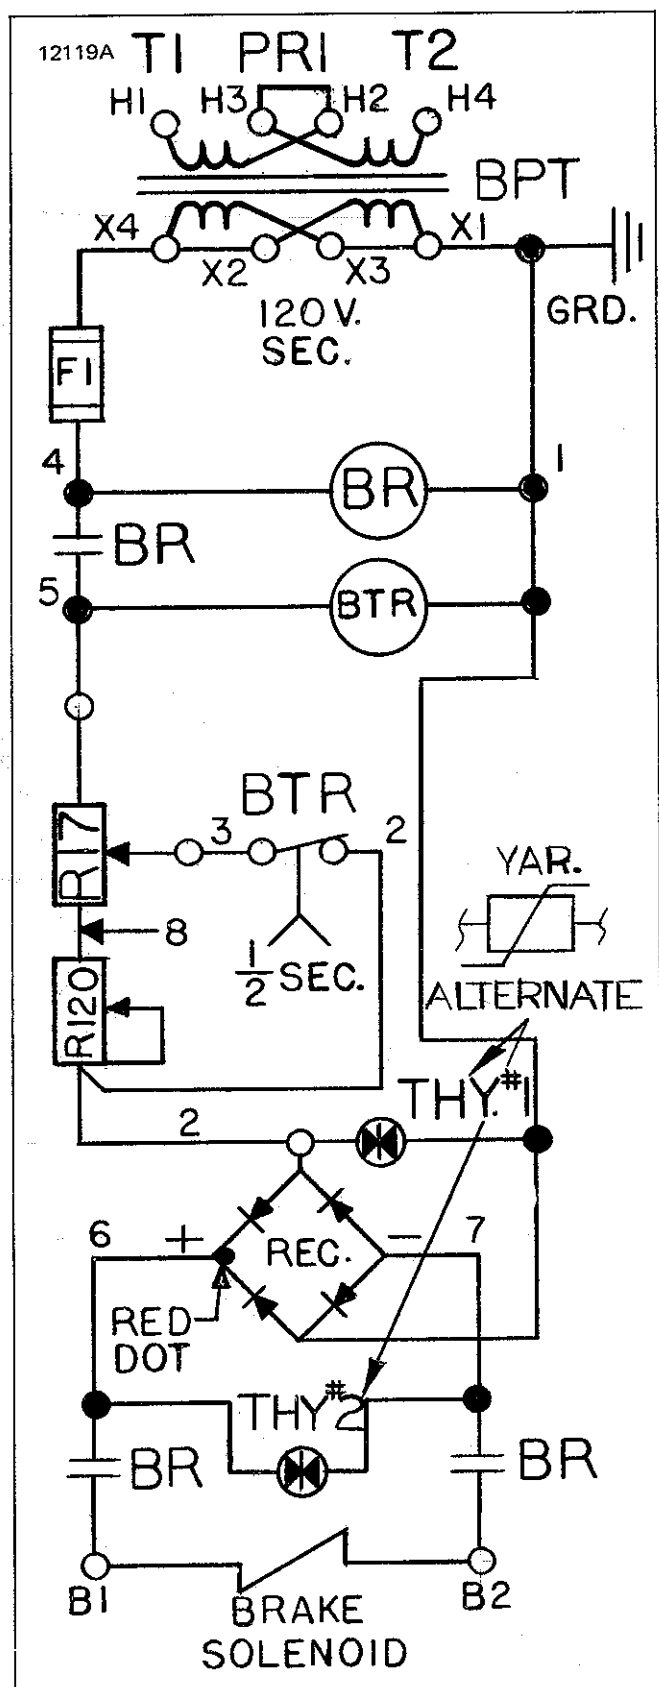 12119A T1 PRI T2
H1 H3 H2 H4
BPT
X4 X2 X3 X1
120 V.
SEC.
GRD.
F1
4 BR 1
BR
5 BTR
BTR
R17 3 2
YAR.
8
1/2 SEC.
R120
ALTERNATE
THY. #1
2
6 + REC. - 7
RED
DOT
THY #2
BR BR
B1 B2
BRAKE
SOLENOID